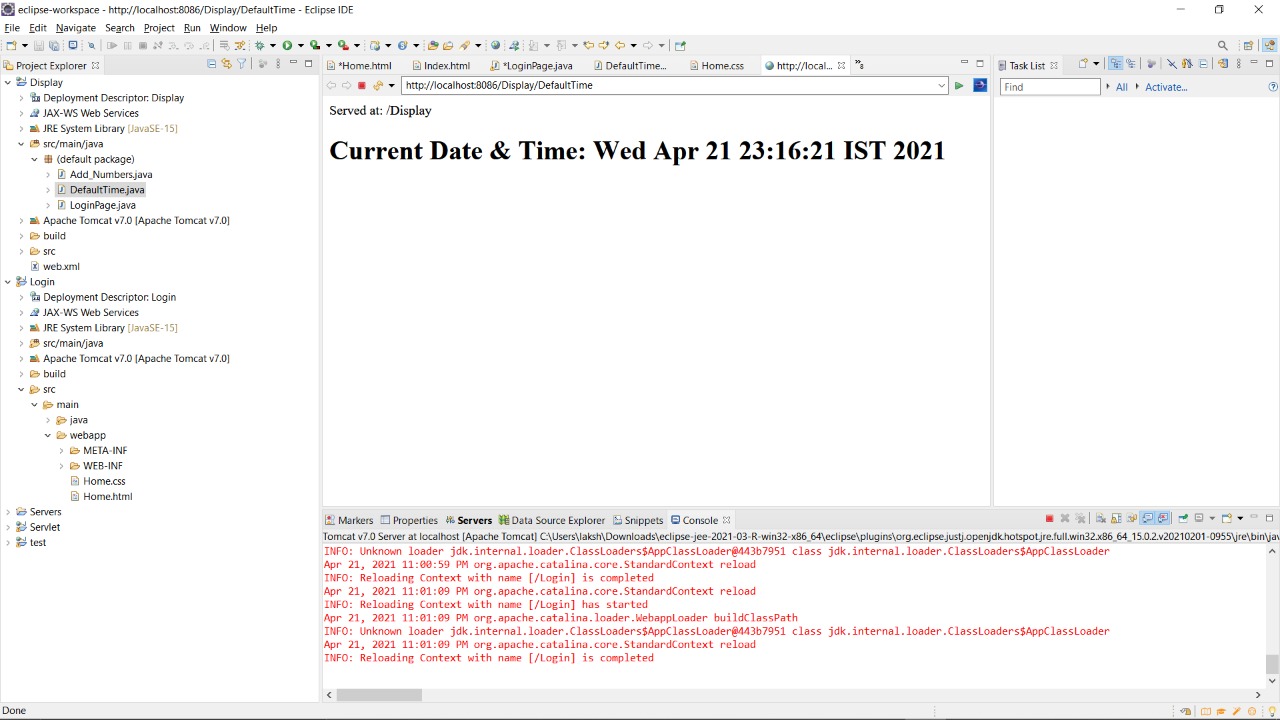 eclipse-workspace - http://localhost:8086/Display/DefaultTime - Eclipse IDE
File Edit Navigate Search Project Run Window Help
Project Explorer
*Home.html Index.html *LoginPage.java DefaultTime... Home.css http://local... »8
Task List
http://localhost:8086/Display/DefaultTime
Find All Activate...
Served at: /Display
Current Date & Time: Wed Apr 21 23:16:21 IST 2021
Display
Deployment Descriptor: Display
JAX-WS Web Services
JRE System Library [JavaSE-15]
src/main/java
(default package)
Add_Numbers.java
DefaultTime.java
LoginPage.java
Apache Tomcat v7.0 [Apache Tomcat v7.0]
build
src
web.xml
Login
Deployment Descriptor: Login
JAX-WS Web Services
JRE System Library [JavaSE-15]
src/main/java
Apache Tomcat v7.0 [Apache Tomcat v7.0]
build
src
main
java
webapp
META-INF
WEB-INF
Home.css
Home.html
Servers
Servlet
test
Markers Properties Servers Data Source Explorer Snippets Console
Tomcat v7.0 Server at localhost [Apache Tomcat] C:\Users\laksh\Downloads\eclipse-jee-2021-03-R-win32-x86_64\eclipse\plugins\org.eclipse.justj.openjdk.hotspot.jre.full.win32.x86_64_15.0.2.v20210201-0955\jre\bin\jav
INFO: Unknown loader jdk.internal.loader.ClassLoaders$AppClassLoader@443b7951 class jdk.internal.loader.ClassLoaders$AppClassLoader
Apr 21, 2021 11:00:59 PM org.apache.catalina.core.StandardContext reload
INFO: Reloading Context with name [/Login] is completed
Apr 21, 2021 11:01:09 PM org.apache.catalina.core.StandardContext reload
INFO: Reloading Context with name [/Login] has started
Apr 21, 2021 11:01:09 PM org.apache.catalina.loader.WebappLoader buildClassPath
INFO: Unknown loader jdk.internal.loader.ClassLoaders$AppClassLoader@443b7951 class jdk.internal.loader.ClassLoaders$AppClassLoader
Apr 21, 2021 11:01:09 PM org.apache.catalina.core.StandardContext reload
INFO: Reloading Context with name [/Login] is completed
Done